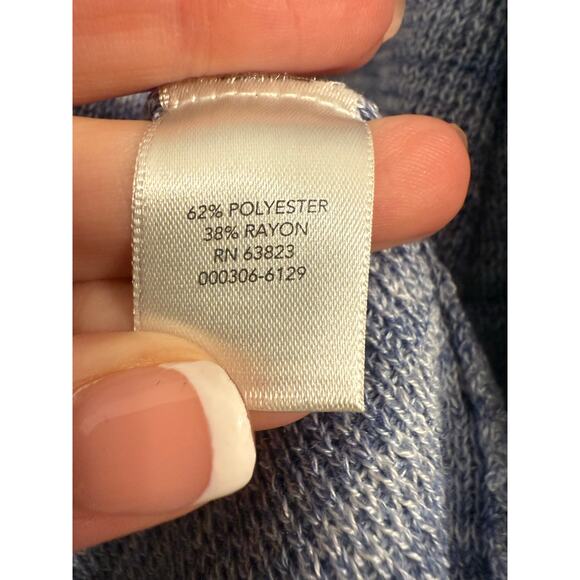 62% POLYESTER
38% RAYON
RN 63823
000306-6129